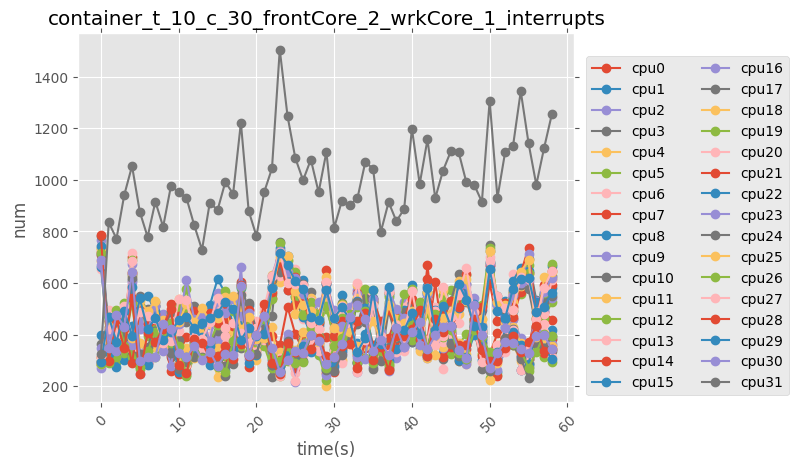 container_t_10_c_30_frontCore_2_wrkCore_1_interrupts
1400
1200
1000
800
600
400
200
num
0
10
20
30
40
50
60
time(s)
cpu0
cpu1
cpu2
cpu3
cpu4
cpu5
cpu6
cpu7
cpu8
cpu9
cpu10
cpu11
cpu12
cpu13
cpu14
cpu15
cpu16
cpu17
cpu18
cpu19
cpu20
cpu21
cpu22
cpu23
cpu24
cpu25
cpu26
cpu27
cpu28
cpu29
cpu30
cpu31